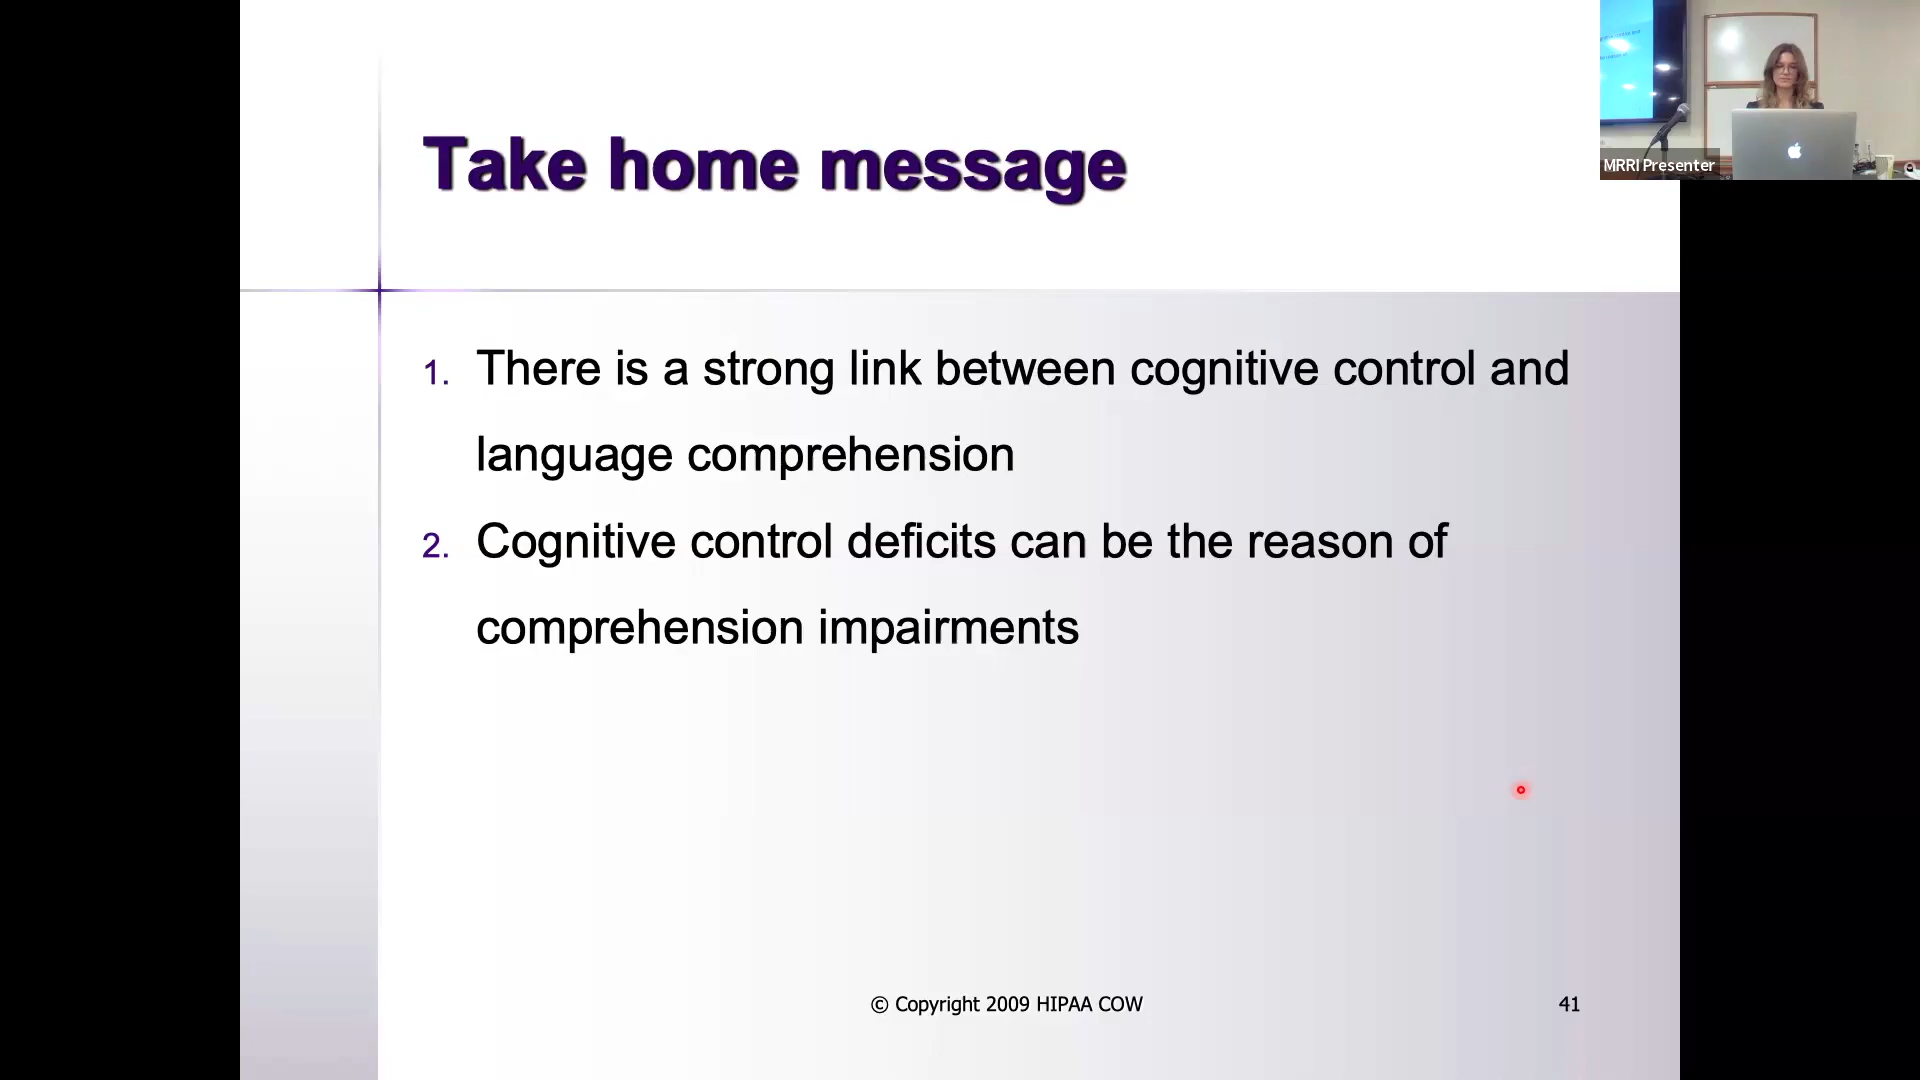 Take home message
MRRI Presenter
1. There is a strong link between cognitive control and
language comprehension
2. Cognitive control deficits can be the reason of
comprehension impairments
© Copyright 2009 HIPAA COW
41